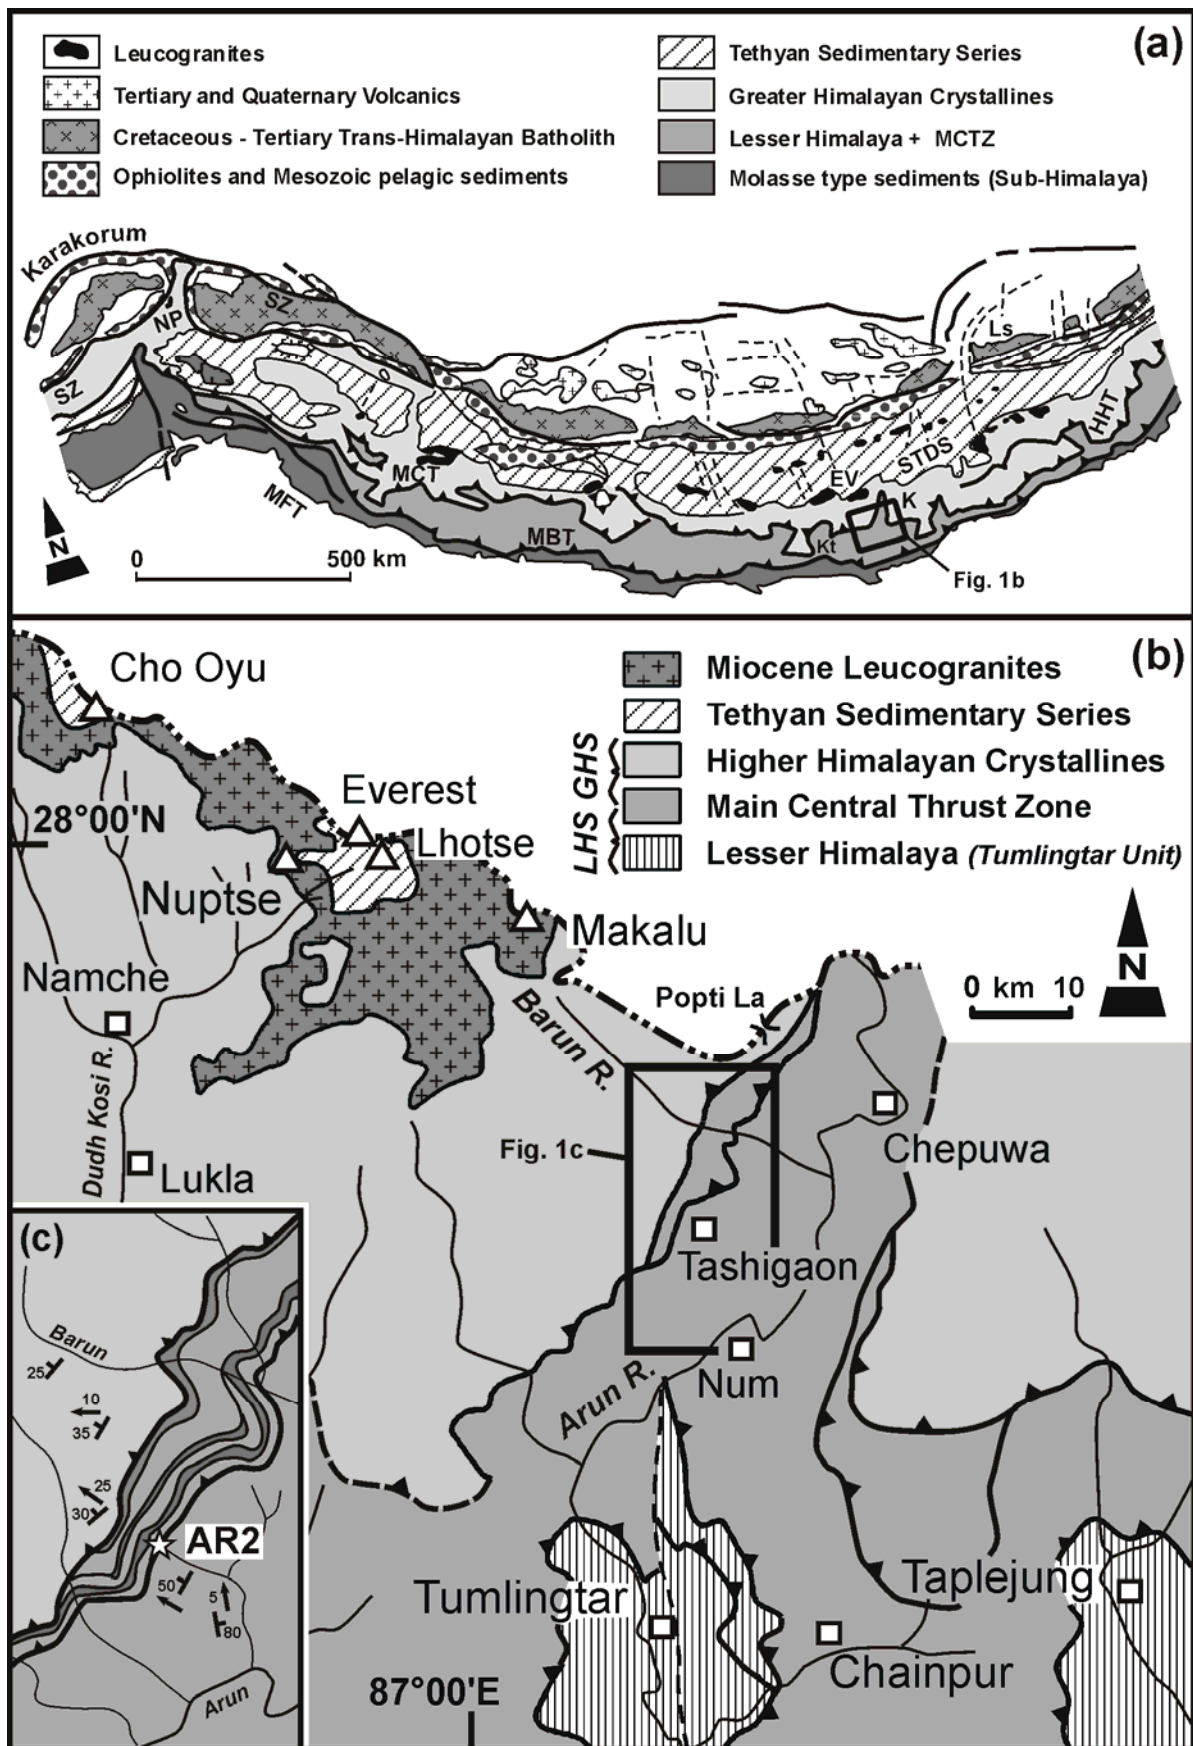 (a)
Leucogranites
Tertiary and Quaternary Volcanics
Cretaceous - Tertiary Trans-Himalayan Batholith
Ophiolites and Mesozoic pelagic sediments
Tethyan Sedimentary Series
Greater Himalayan Crystallines
Lesser Himalaya + MCTZ
Molasse type sediments (Sub-Himalaya)
Karakorum
SZ
NP
Ls
SZ
HHT
STDS
MCT
EV
K
MFT
MBT
Kt
N
0 500 km
Fig. 1b
(b)
Miocene Leucogranites
Tethyan Sedimentary Series
Higher Himalayan Crystallines
Main Central Thrust Zone
Lesser Himalaya (Tumlingtar Unit)
LHS GHS
Cho Oyu
Everest
28°00'N
Lhotse
Nuptse
Makalu
Namche
N
0 km 10
Popti La
Barun R.
Dudh Kosi R.
Chepuwa
Fig. 1c
Lukla
Tashigaon
Num
Arun R.
Tumlingtar
Taplejung
Chainpur
87°00'E
(c)
Barun
25
10
35
25
30
AR2
50
5
80
Arun